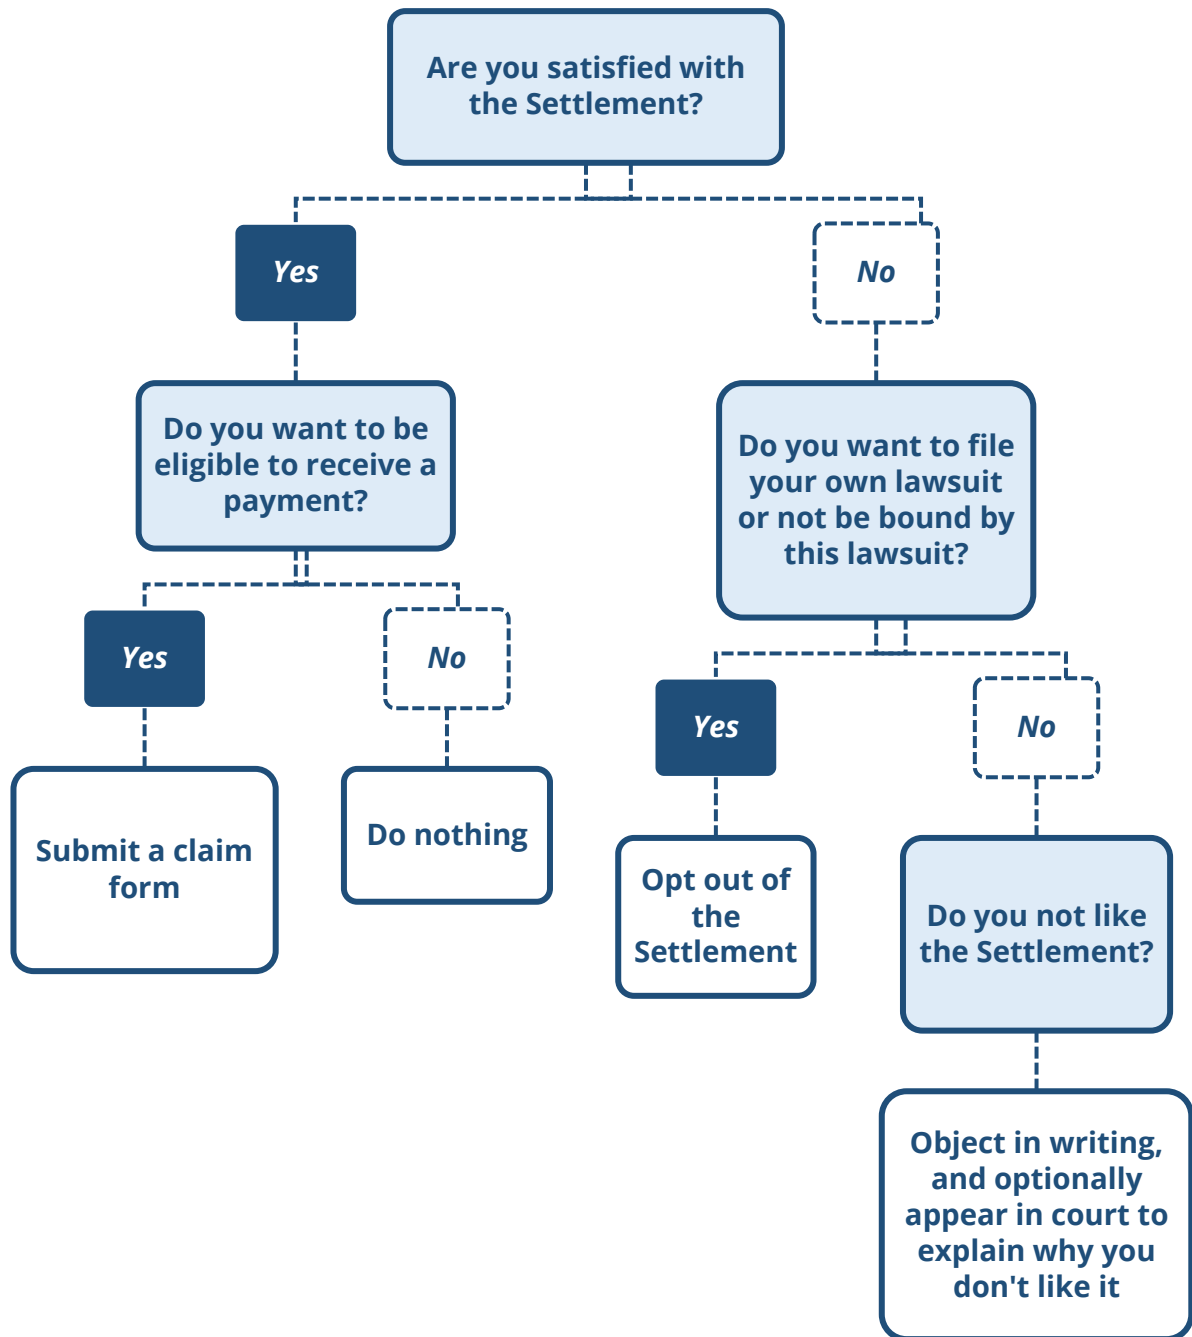 Are you satisfied with
the Settlement?
Yes
No
Do you want to be
eligible to receive a
payment?
Do you want to file
your own lawsuit
or not be bound by
this lawsuit?
Yes
No
Yes
No
Submit a claim
form
Do nothing
Opt out of
the
Settlement
Do you not like
the Settlement?
Object in writing,
and optionally
appear in court to
explain why you
don't like it